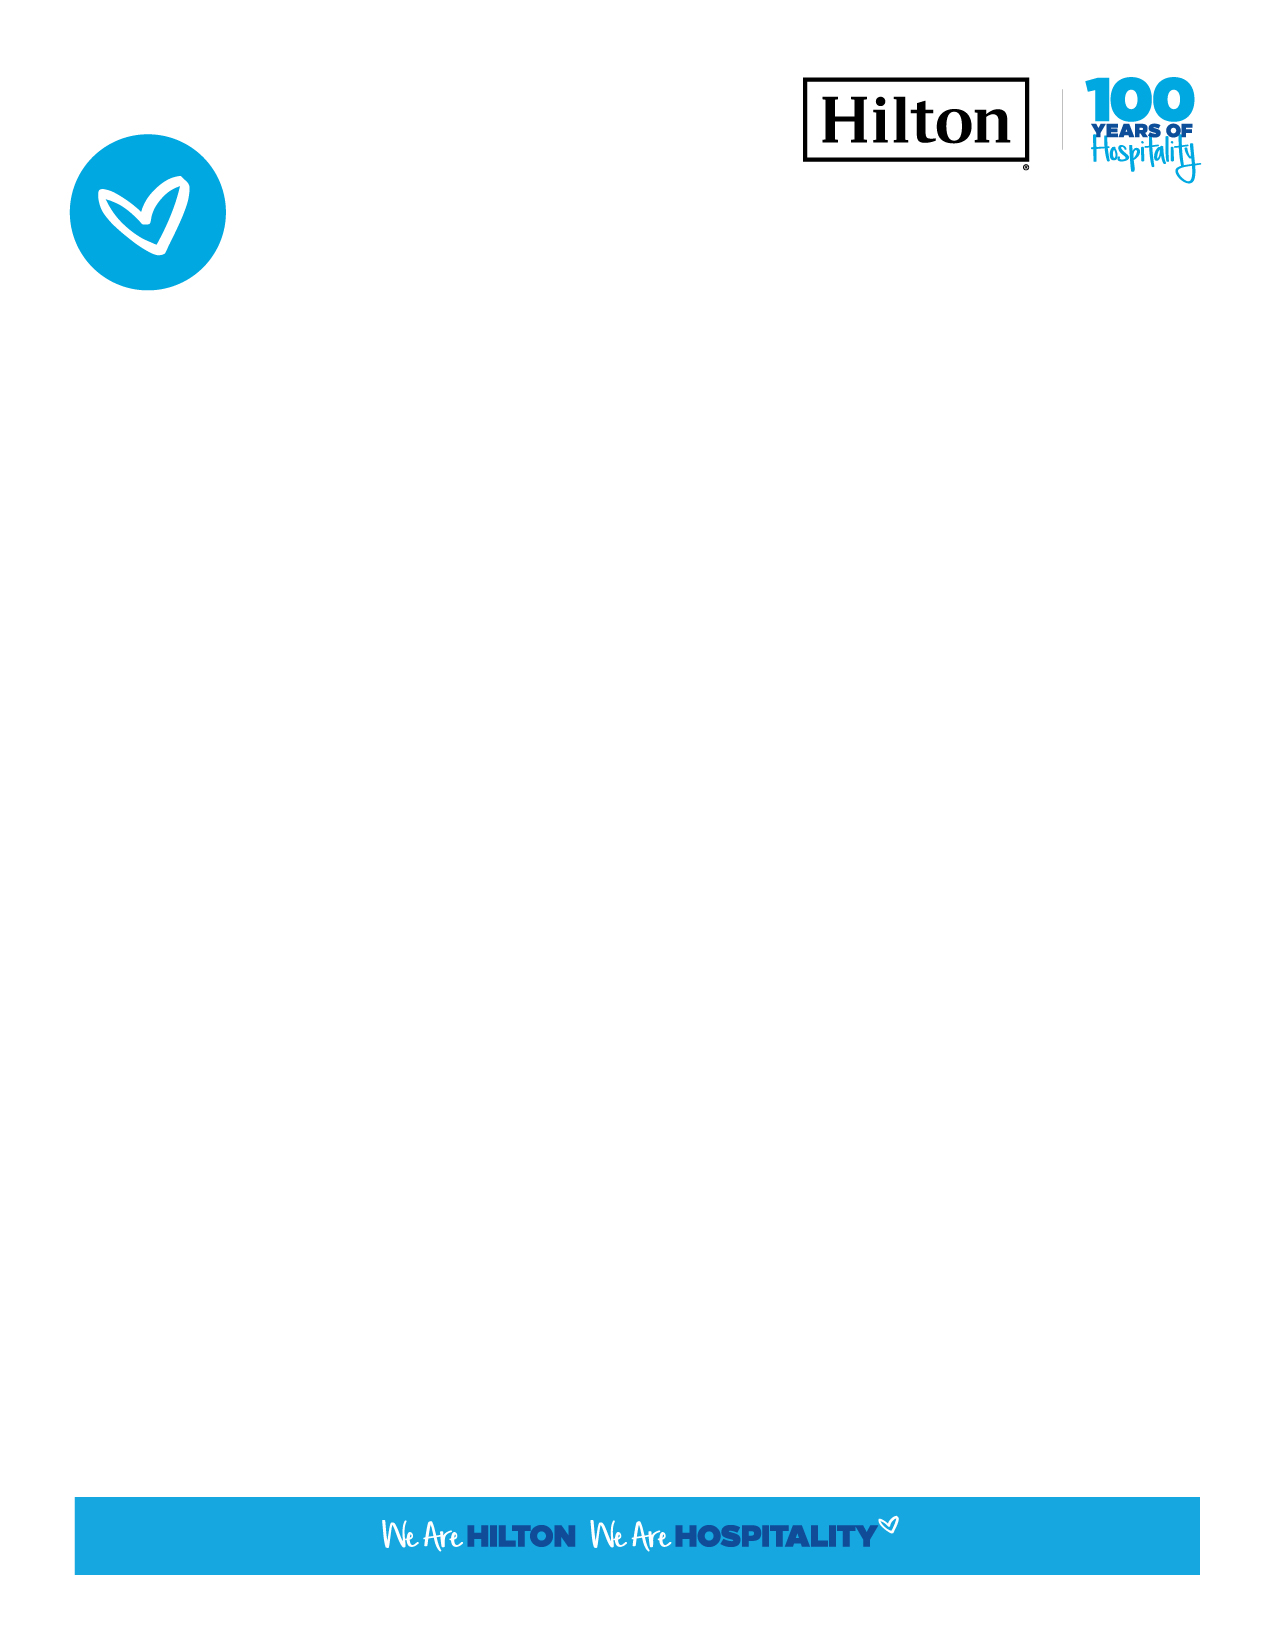 Hilton
®
100
YEARS OF
Hospitality
We Are HILTON We Are HOSPITALITY